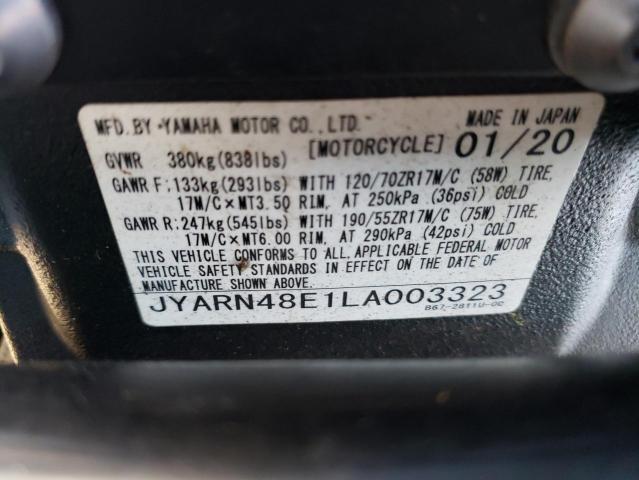 MFD. BY YAMAHA MOTOR CO., LTD. MADE IN JAPAN
GVWR 380kg(838lbs) [MOTORCYCLE] 01/20
GAWR F:133kg(293lbs) WITH 120/70ZR17M/C (58W) TIRE,
17M/C×MT3.50 RIM, AT 250kPa (36psi) COLD
GAWR R:247kg(545lbs) WITH 190/55ZR17M/C (75W) TIRE,
17M/C×MT6.00 RIM, AT 290kPa (42psi) COLD
THIS VEHICLE CONFORMS TO ALL APPLICABLE FEDERAL MOTOR
VEHICLE SAFETY STANDARDS IN EFFECT ON THE DATE OF
MANUFACTURE SHOWN ABOVE.
JYARN48E1LA003323
B67-2811U-0C